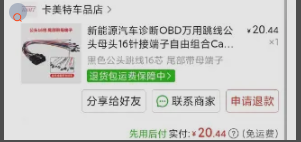 卡美特车品店 >
新能源汽车诊断OBD万用跳线公头母头16针接端子自由组合Ca...
¥20.44
×1
黑色公头跳线16芯 尾部带母端子
退货包运费保障中 >
分享给好友
联系商家
申请退款
先用后付 实付: ¥20.44 (免运费)